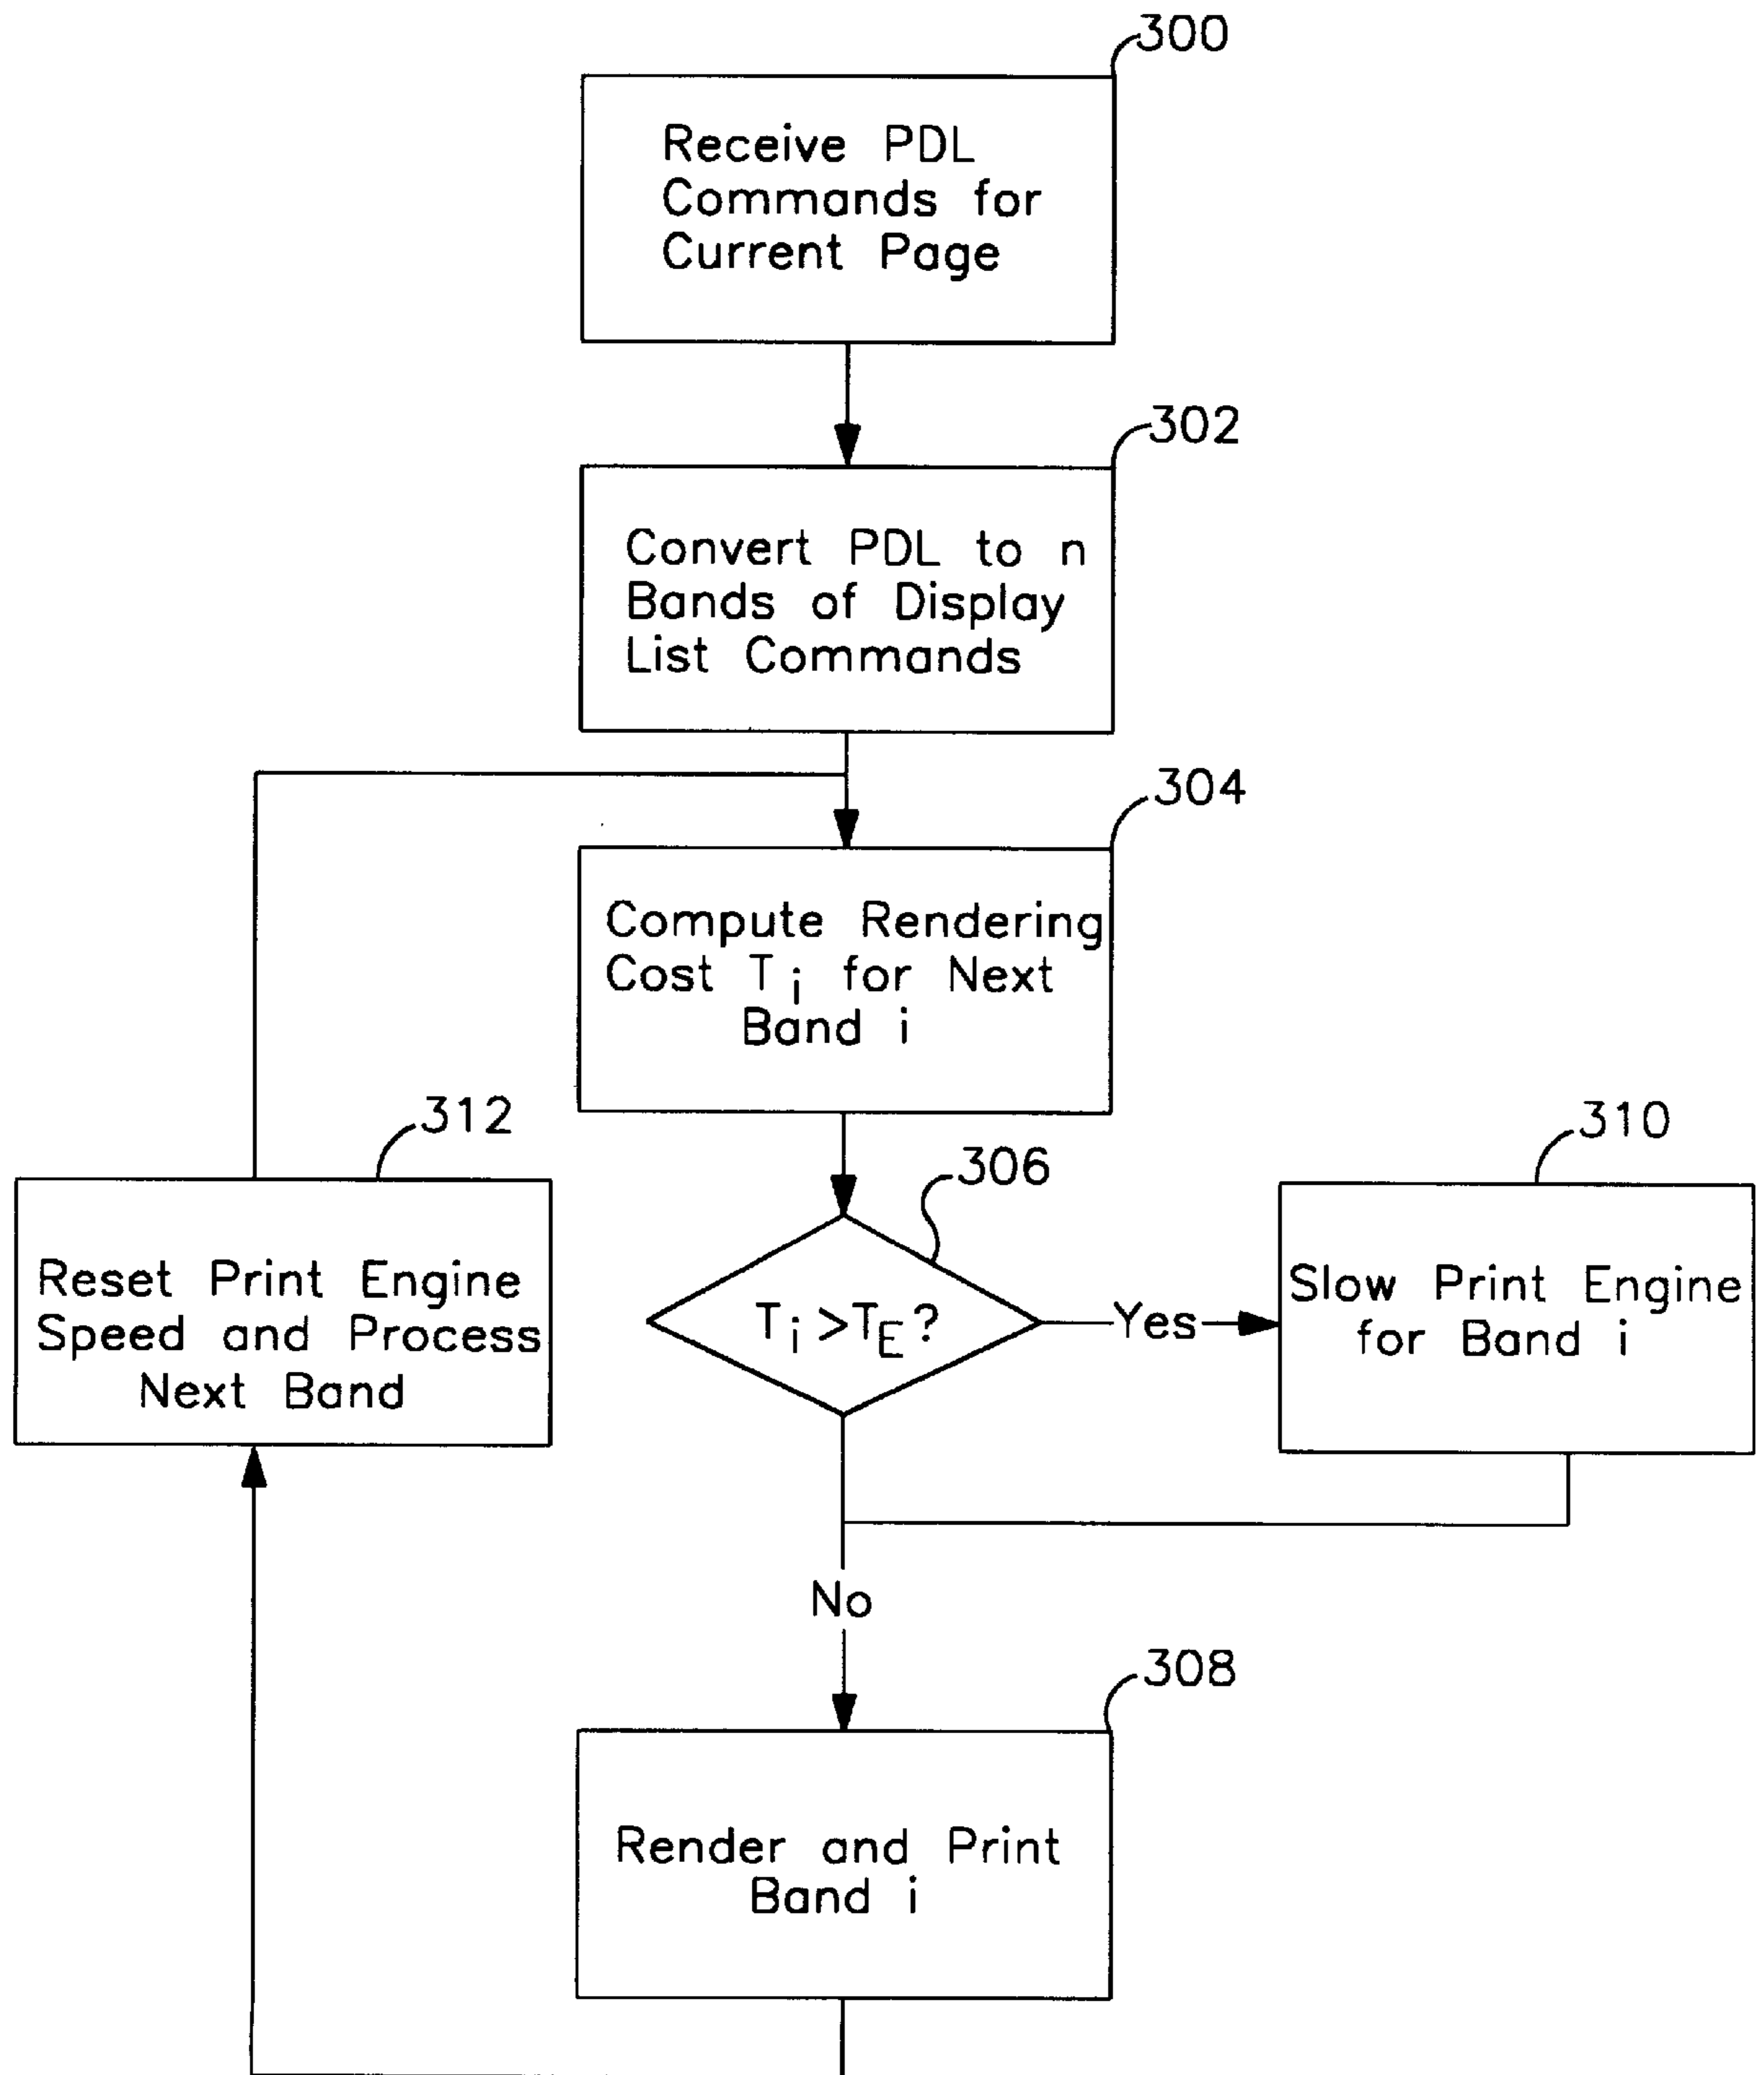 300
Receive PDL
Commands for
Current Page
302
Convert PDL to n
Bands of Display
List Commands
304
Compute Rendering
Cost Ti for Next
Band i
306
Ti >TE ?
Yes
310
Slow Print Engine
for Band i
312
Reset Print Engine
Speed and Process
Next Band
No
308
Render and Print
Band i